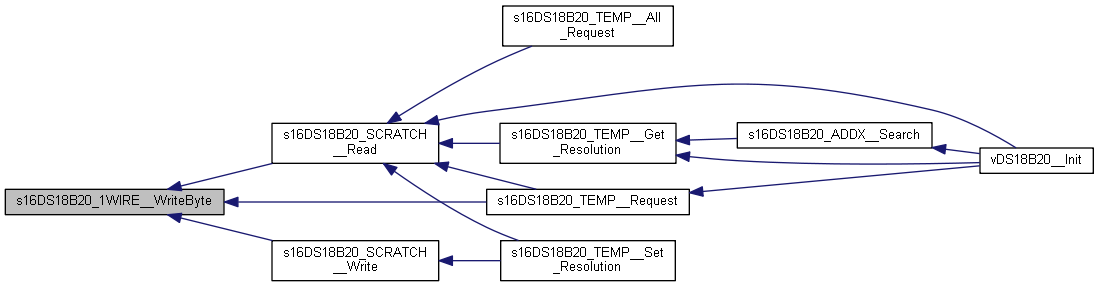 s16DS18B20_TEMP__All
_Request
s16DS18B20_SCRATCH
__Read
s16DS18B20_TEMP__Get
_Resolution
s16DS18B20_ADDX__Search
vDS18B20__Init
s16DS18B20_1WIRE__WriteByte
s16DS18B20_TEMP__Request
s16DS18B20_SCRATCH
__Write
s16DS18B20_TEMP__Set
_Resolution